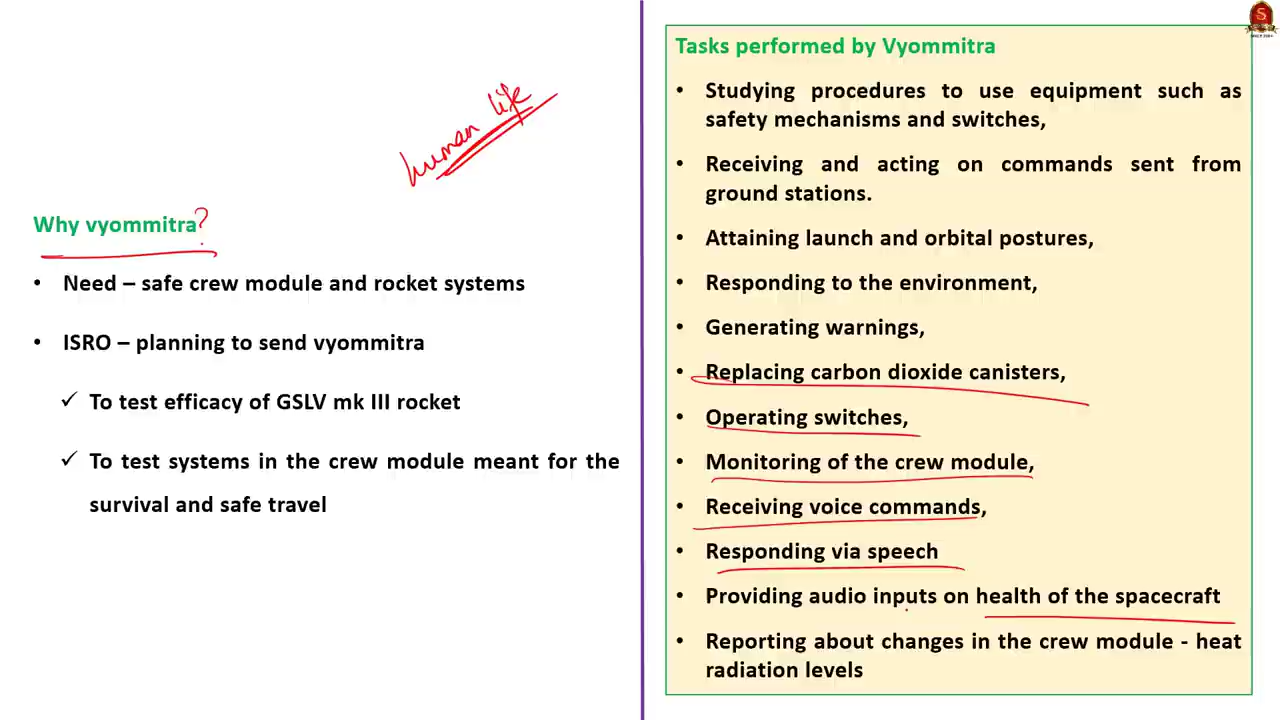 human life
Why vyommitra?
• Need – safe crew module and rocket systems
• ISRO – planning to send vyommitra
✓ To test efficacy of GSLV mk III rocket
✓ To test systems in the crew module meant for the
survival and safe travel
Tasks performed by Vyommitra
• Studying procedures to use equipment such as
safety mechanisms and switches,
• Receiving and acting on commands sent from
ground stations.
• Attaining launch and orbital postures,
• Responding to the environment,
• Generating warnings,
• Replacing carbon dioxide canisters,
• Operating switches,
• Monitoring of the crew module,
• Receiving voice commands,
• Responding via speech
• Providing audio inputs on health of the spacecraft
• Reporting about changes in the crew module - heat
radiation levels
S